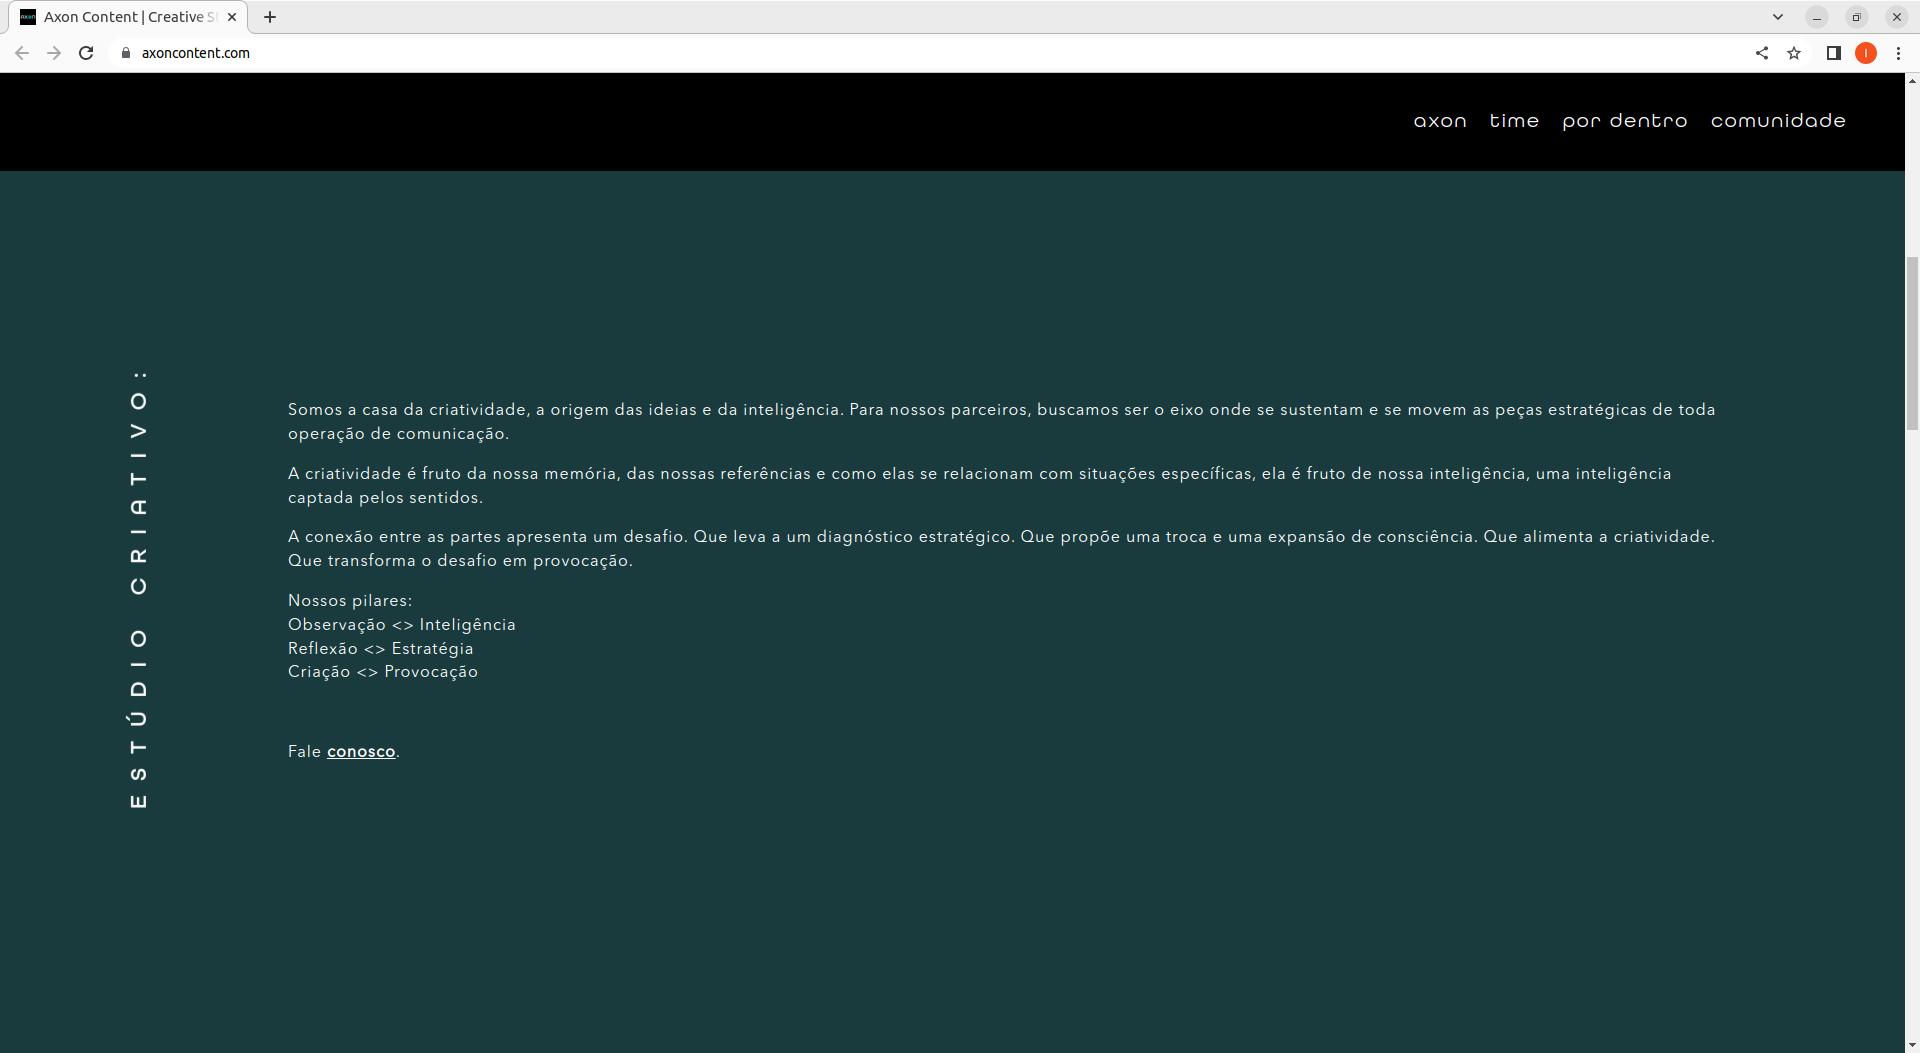 Axon Content | Creative S
axoncontent.com
I
axon time por dentro comunidade
ESTÚDIO CRIATIVO:
Somos a casa da criatividade, a origem das ideias e da inteligência. Para nossos parceiros, buscamos ser o eixo onde se sustentam e se movem as peças estratégicas de toda
operação de comunicação.
A criatividade é fruto da nossa memória, das nossas referências e como elas se relacionam com situações específicas, ela é fruto de nossa inteligência, uma inteligência
captada pelos sentidos.
A conexão entre as partes apresenta um desafio. Que leva a um diagnóstico estratégico. Que propõe uma troca e uma expansão de consciência. Que alimenta a criatividade.
Que transforma o desafio em provocação.
Nossos pilares:
Observação <> Inteligência
Reflexão <> Estratégia
Criação <> Provocação
Fale conosco.